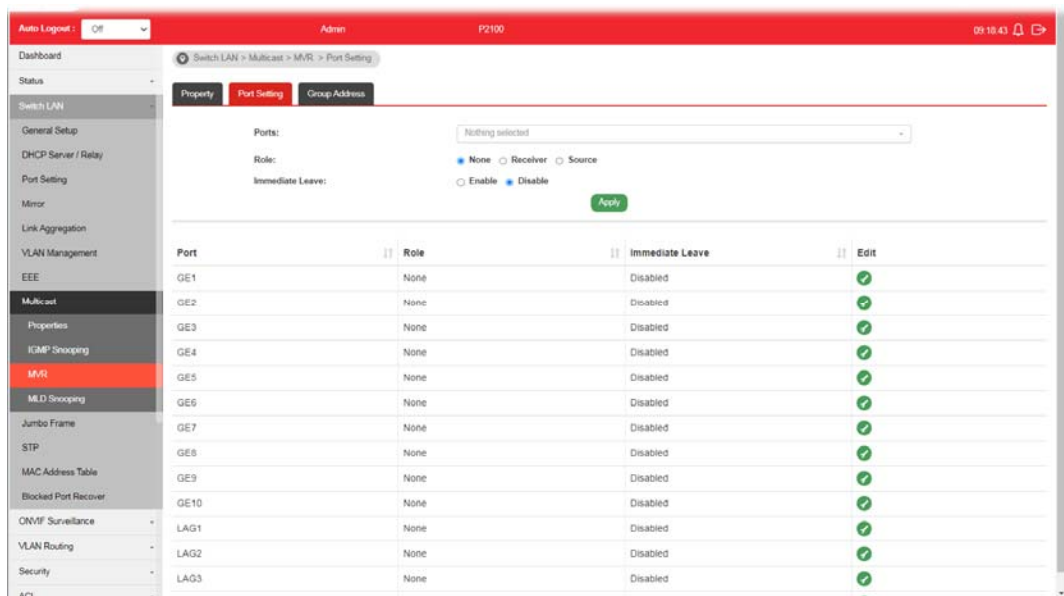 Auto Logout : Off Admin P2100 09:18:43
Dashboard
Status
Switch LAN
General Setup
DHCP Server / Relay
Port Setting
Mirror
Link Aggregation
VLAN Management
EEE
Multicast
Properties
IGMP Snooping
MVR
MLD Snooping
Jumbo Frame
STP
MAC Address Table
Blocked Port Recover
ONVIF Surveillance
VLAN Routing
Security
ACL
Switch LAN > Multicast > MVR > Port Setting
Property Port Setting Group Address
Ports: Nothing selected
Role: None Receiver Source
Immediate Leave: Enable Disable
Apply
Port Role Immediate Leave Edit
GE1 None Disabled
GE2 None Disabled
GE3 None Disabled
GE4 None Disabled
GE5 None Disabled
GE6 None Disabled
GE7 None Disabled
GE8 None Disabled
GE9 None Disabled
GE10 None Disabled
LAG1 None Disabled
LAG2 None Disabled
LAG3 None Disabled